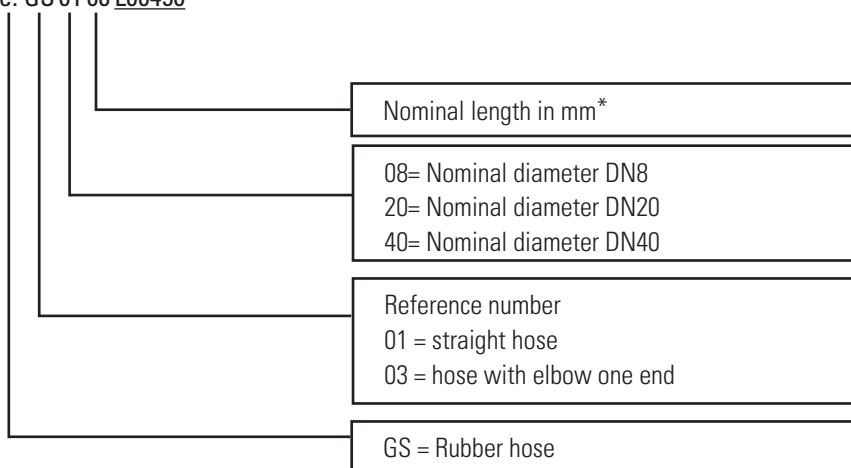 Nominal length in mm*
08= Nominal diameter DN8
20= Nominal diameter DN20
40= Nominal diameter DN40
Reference number
01 = straight hose
03 = hose with elbow one end
GS = Rubber hose